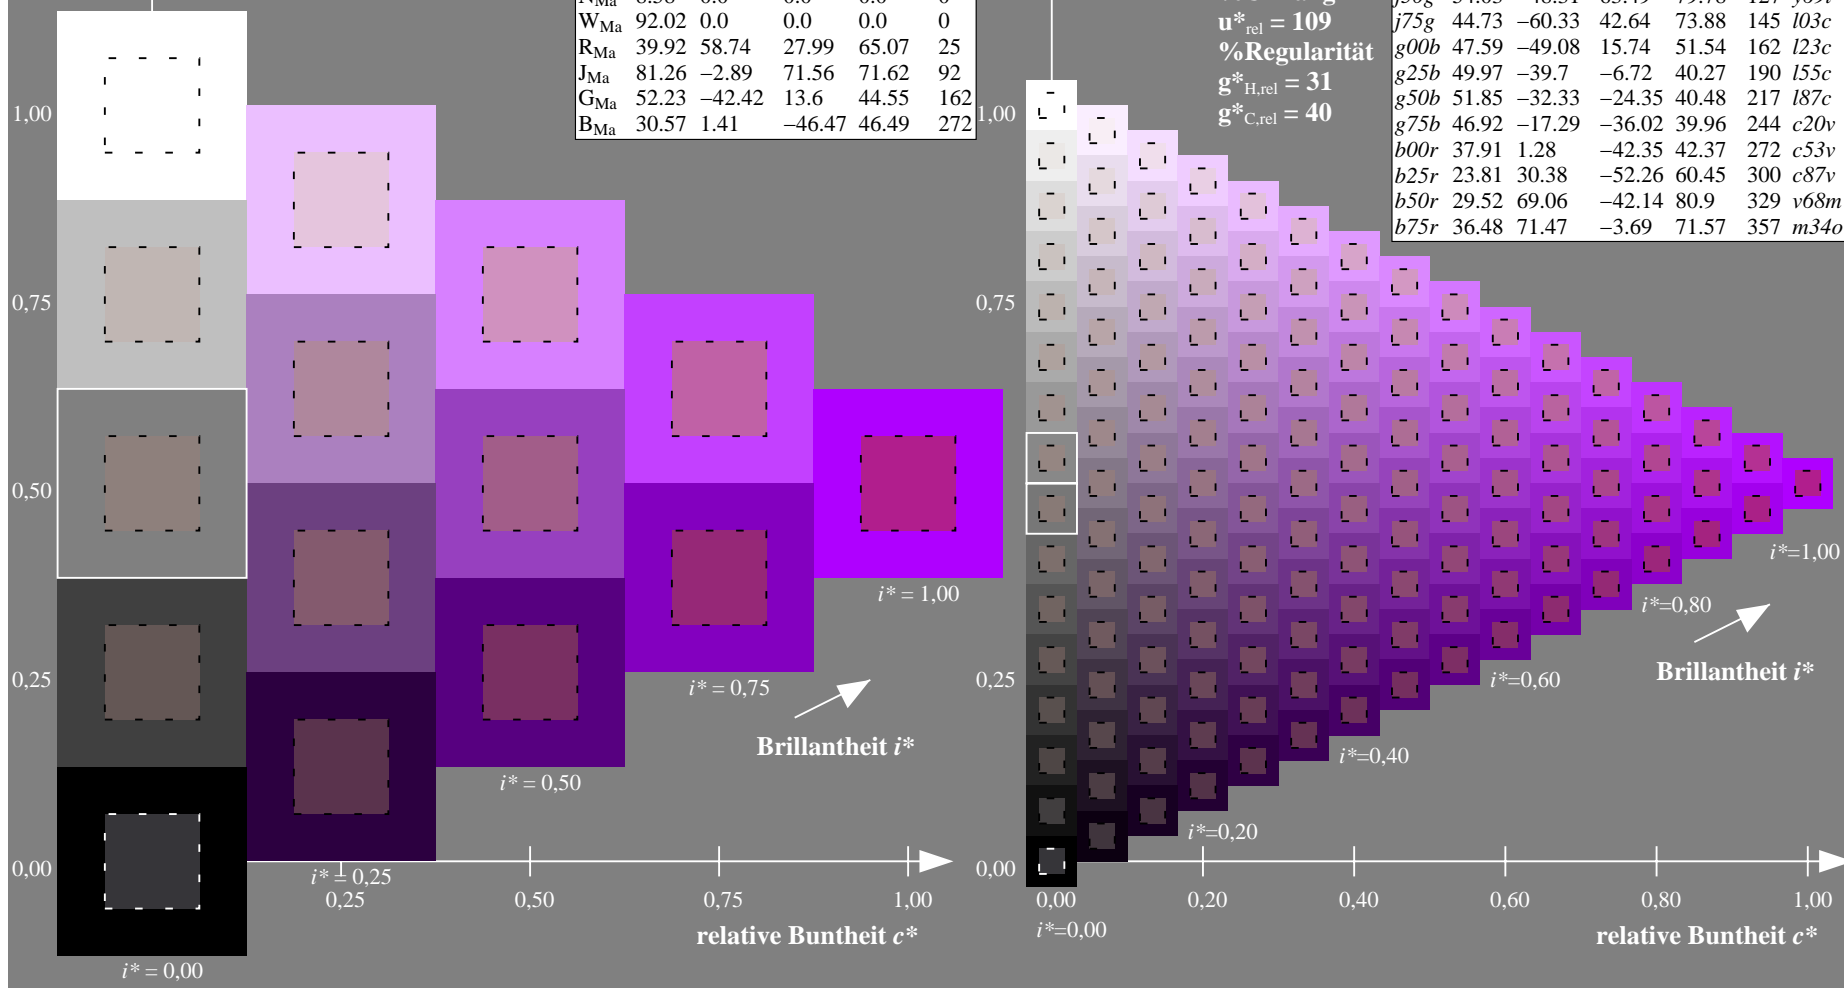 W_Ma 92.02 0.0 0.0 0.0 0
R_Ma 39.92 58.74 27.99 65.07 25
J_Ma 81.26 −2.89 71.56 71.62 92
G_Ma 52.23 −42.42 13.6 44.55 162
B_Ma 30.57 1.41 −46.47 46.49 272
1,00
0,75
0,50
0,25
0,00
i* = 1,00
i* = 0,75
i* = 0,50
i* = 0,25
i* = 0,00
Brillantheit i*
0,25 0,50 0,75 1,00
relative Buntheit c*
u*rel = 109
%Regularität
g*H,rel = 31
g*C,rel = 40
j75g 44.73 −60.33 42.64 73.88 145 l03c
g00b 47.59 −49.08 15.74 51.54 162 l23c
g25b 49.97 −39.7 −6.72 40.27 190 l55c
g50b 51.85 −32.33 −24.35 40.48 217 l87c
g75b 46.92 −17.29 −36.02 39.96 244 c20v
b00r 37.91 1.28 −42.35 42.37 272 c53v
b25r 23.81 30.38 −52.26 60.45 300 c87v
b50r 29.52 69.06 −42.14 80.9 329 v68m
b75r 36.48 71.47 −3.69 71.57 357 m34o
1,00
0,75
0,50
0,25
0,00
i*=1,00
i*=0,80
i*=0,60
i*=0,40
i*=0,20
i*=0,00
Brillantheit i*
0,00 0,20 0,40 0,60 0,80 1,00
relative Buntheit c*